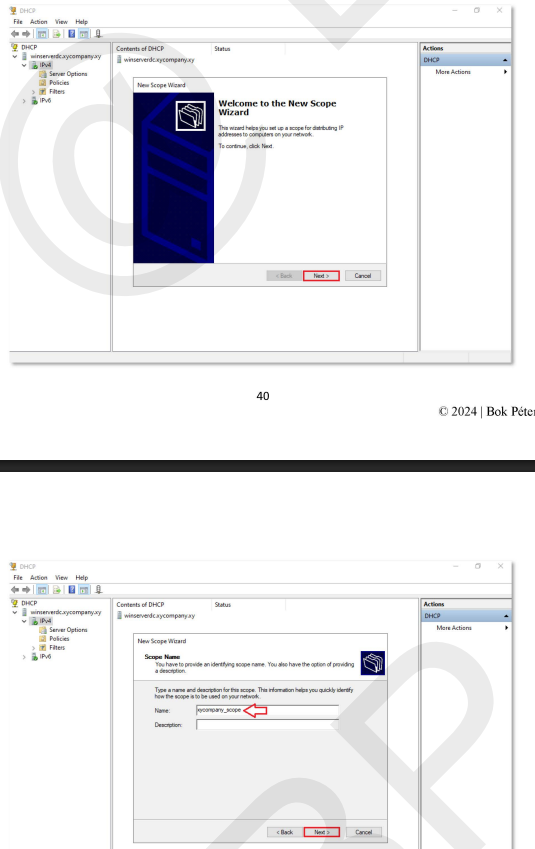 DHCP
File Action View Help
DHCP
winserverdc.xycompany.xy
IPv4
Server Options
Policies
Filters
IPv6
Contents of DHCP Status
winserverdc.xycompany.xy
Actions
DHCP
More Actions
New Scope Wizard
Welcome to the New Scope
Wizard
This wizard helps you set up a scope for distributing IP
addresses to computers on your network.
To continue, click Next.
< Back Next > Cancel
40
© 2024 | Bok Péter
DHCP
File Action View Help
DHCP
winserverdc.xycompany.xy
IPv4
Server Options
Policies
Filters
IPv6
Contents of DHCP Status
winserverdc.xycompany.xy
Actions
DHCP
More Actions
New Scope Wizard
Scope Name
You have to provide an identifying scope name. You also have the option of providing
a description.
Type a name and description for this scope. This information helps you quickly identify
how the scope is to be used on your network.
Name: xycompany_scope
Description:
< Back Next > Cancel